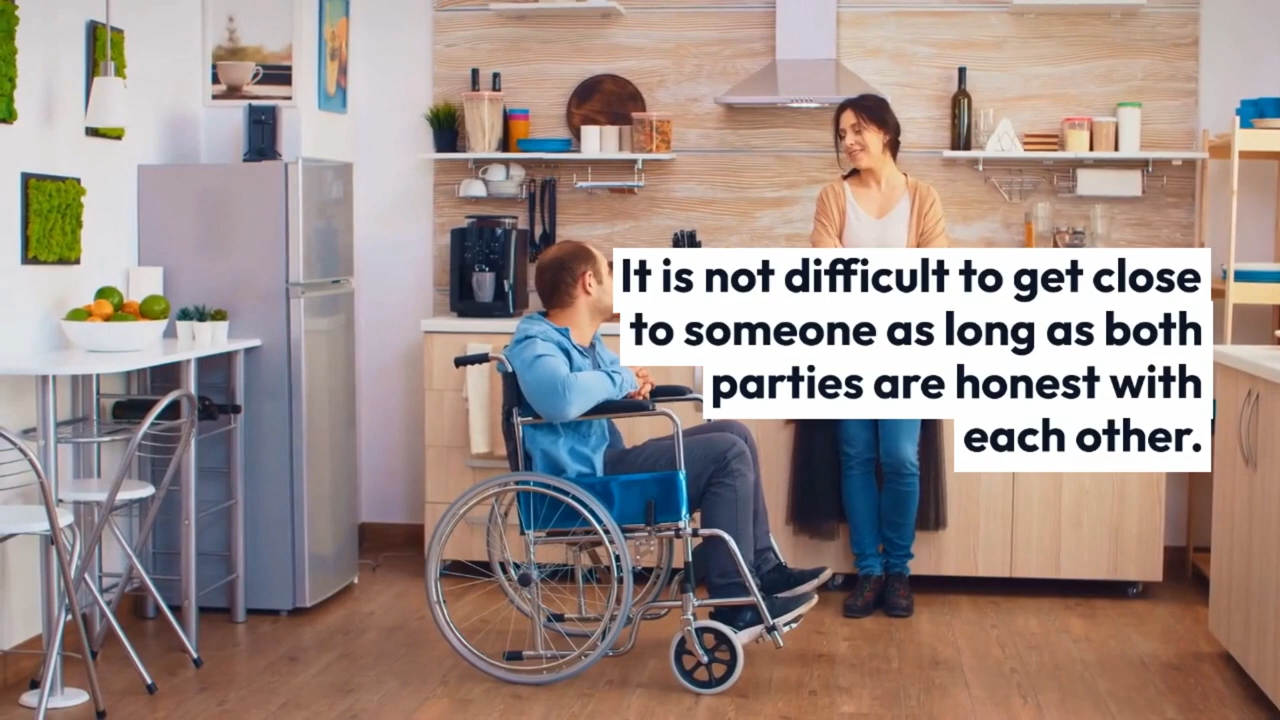 It is not difficult to get close
to someone as long as both
parties are honest with
each other.